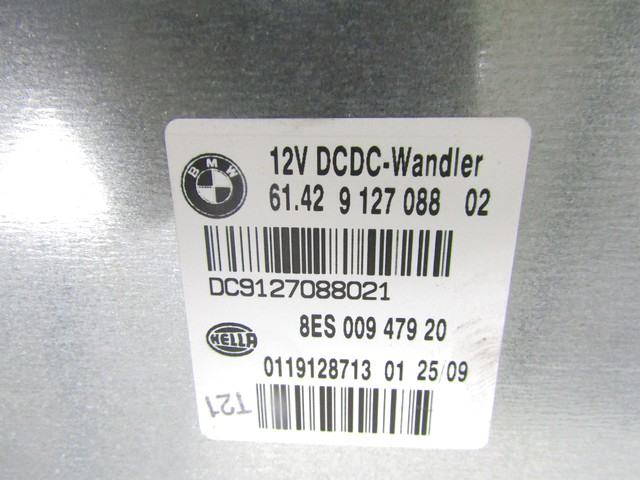 BMW
12V DCDC-Wandler
61.42 9 127 088 02
DC9127088021
HELLA
8ES 009 479 20
0119128713 01 25/09
T21